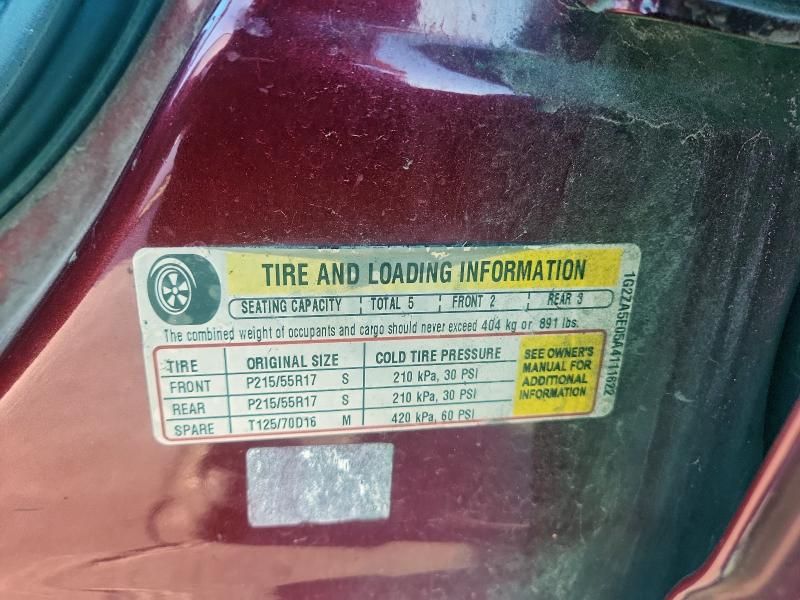 TIRE AND LOADING INFORMATION
SEATING CAPACITY TOTAL 5 FRONT 2 REAR 3
The combined weight of occupants and cargo should never exceed 404 kg or 891 lbs.
TIRE ORIGINAL SIZE COLD TIRE PRESSURE
FRONT P215/55R17 S 210 kPa, 30 PSI
REAR P215/55R17 S 210 kPa, 30 PSI
SPARE T125/70D16 M 420 kPa, 60 PSI
SEE OWNER'S
MANUAL FOR
ADDITIONAL
INFORMATION